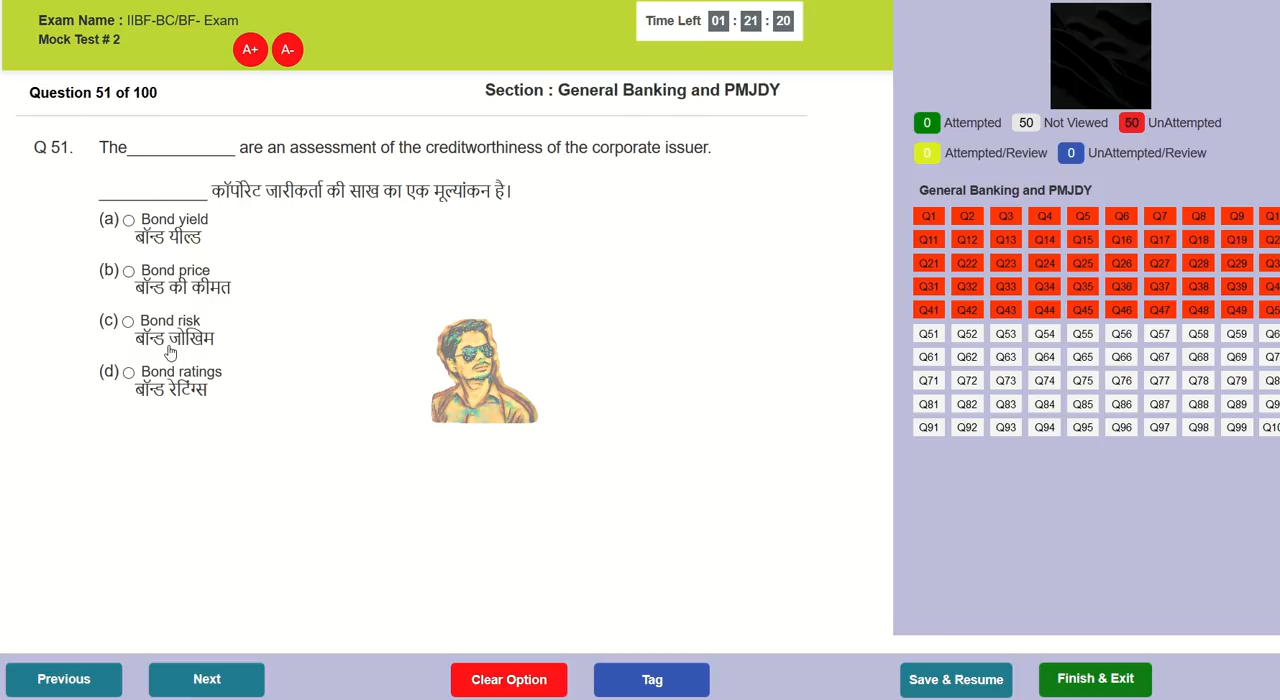 Exam Name : IIBF-BC/BF- Exam
Mock Test # 2
A+ A-
Time Left 01 : 21 : 20
Question 51 of 100
Section : General Banking and PMJDY
Q 51. The____________ are an assessment of the creditworthiness of the corporate issuer.
____________ कॉर्पोरेट जारीकर्ता की साख का एक मूल्यांकन है।
(a) Bond yield
बॉन्ड यील्ड
(b) Bond price
बॉन्ड की कीमत
(c) Bond risk
बॉन्ड जोखिम
(d) Bond ratings
बॉन्ड रेटिंग्स
0 Attempted 50 Not Viewed 50 UnAttempted
0 Attempted/Review 0 UnAttempted/Review
General Banking and PMJDY
Q1 Q2 Q3 Q4 Q5 Q6 Q7 Q8 Q9
Q11 Q12 Q13 Q14 Q15 Q16 Q17 Q18 Q19
Q21 Q22 Q23 Q24 Q25 Q26 Q27 Q28 Q29
Q31 Q32 Q33 Q34 Q35 Q36 Q37 Q38 Q39
Q41 Q42 Q43 Q44 Q45 Q46 Q47 Q48 Q49
Q51 Q52 Q53 Q54 Q55 Q56 Q57 Q58 Q59
Q61 Q62 Q63 Q64 Q65 Q66 Q67 Q68 Q69
Q71 Q72 Q73 Q74 Q75 Q76 Q77 Q78 Q79
Q81 Q82 Q83 Q84 Q85 Q86 Q87 Q88 Q89
Q91 Q92 Q93 Q94 Q95 Q96 Q97 Q98 Q99
Previous Next Clear Option Tag Save & Resume Finish & Exit